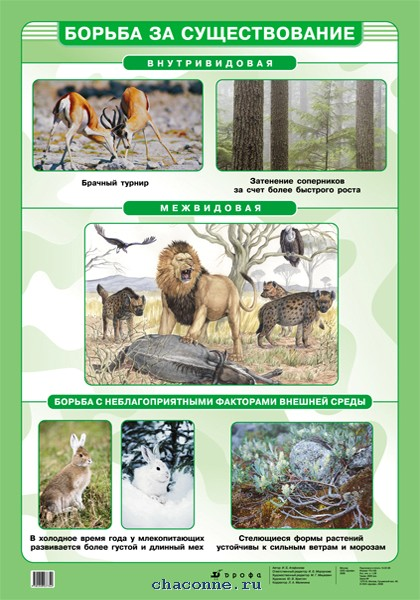 БОРЬБА ЗА СУЩЕСТВОВАНИЕ
ВНУТРИВИДОВАЯ
Брачный турнир
Затенение соперников
за счет более быстрого роста
МЕЖВИДОВАЯ
БОРЬБА С НЕБЛАГОПРИЯТНЫМИ ФАКТОРАМИ ВНЕШНЕЙ СРЕДЫ
В холодное время года у млекопитающих
развивается более густой и длинный мех
Стелющиеся формы растений
устойчивы к сильным ветрам и морозам
дрофа
chaconne.ru